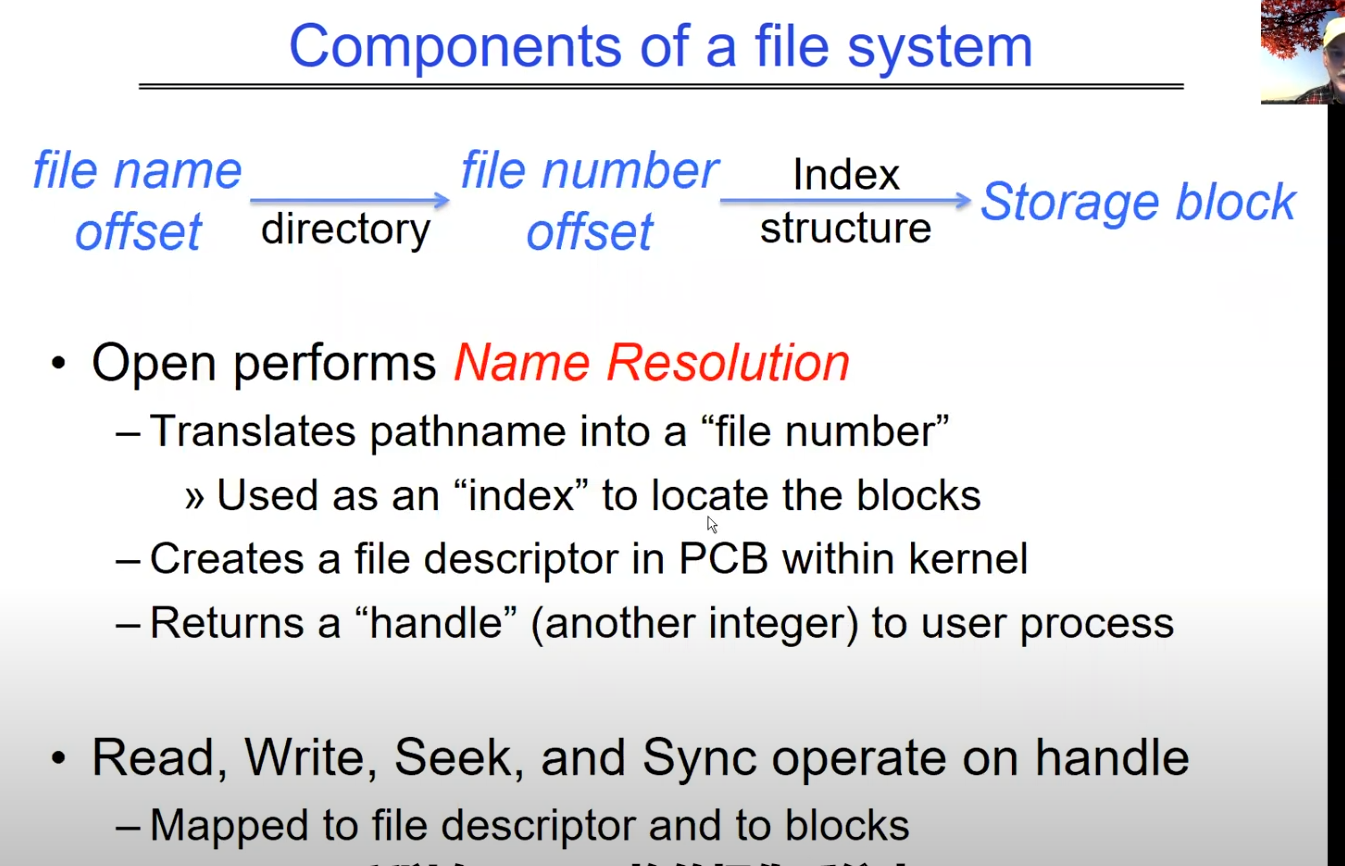 Components of a file system
file name
offset
directory
file number
offset
Index
structure
Storage block
• Open performs Name Resolution
– Translates pathname into a “file number”
» Used as an “index” to locate the blocks
– Creates a file descriptor in PCB within kernel
– Returns a “handle” (another integer) to user process
• Read, Write, Seek, and Sync operate on handle
– Mapped to file descriptor and to blocks